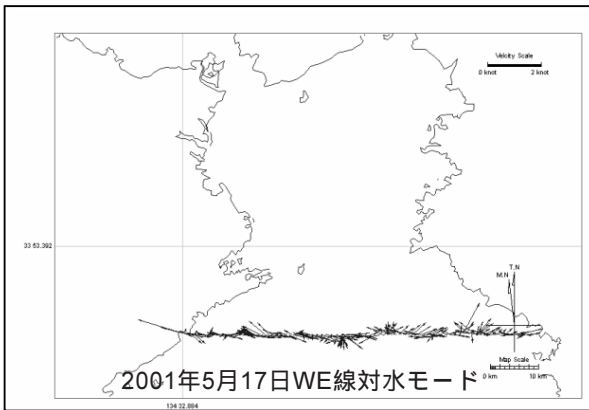 Velocity Scale
0 knot 2 knot
33 53.392
T.N
M.N
Map Scale
0 km 10 km
2001年5月17日WE線対水モード
134 32.894